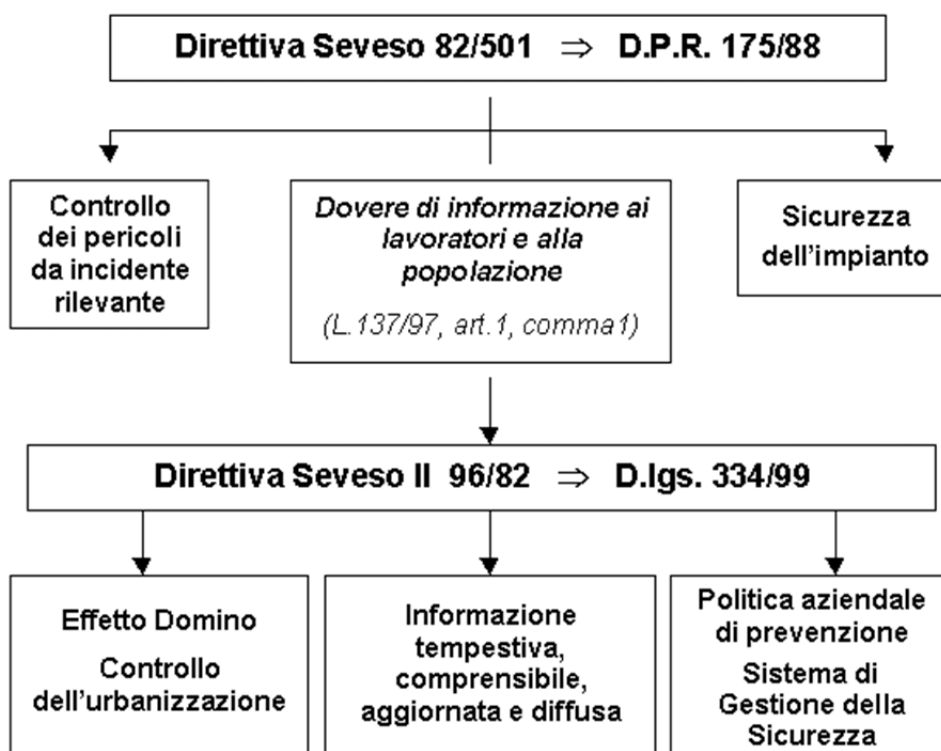 Direttiva Seveso 82/501 ⇒ D.P.R. 175/88
Controllo
dei pericoli
da incidente
rilevante
Dovere di informazione ai
lavoratori e alla
popolazione
(L.137/97, art.1, comma1)
Sicurezza
dell'impianto
Direttiva Seveso II 96/82 ⇒ D.lgs. 334/99
Effetto Domino
Controllo
dell'urbanizzazione
Informazione
tempestiva,
comprensibile,
aggiornata e diffusa
Politica aziendale
di prevenzione
Sistema di
Gestione della
Sicurezza